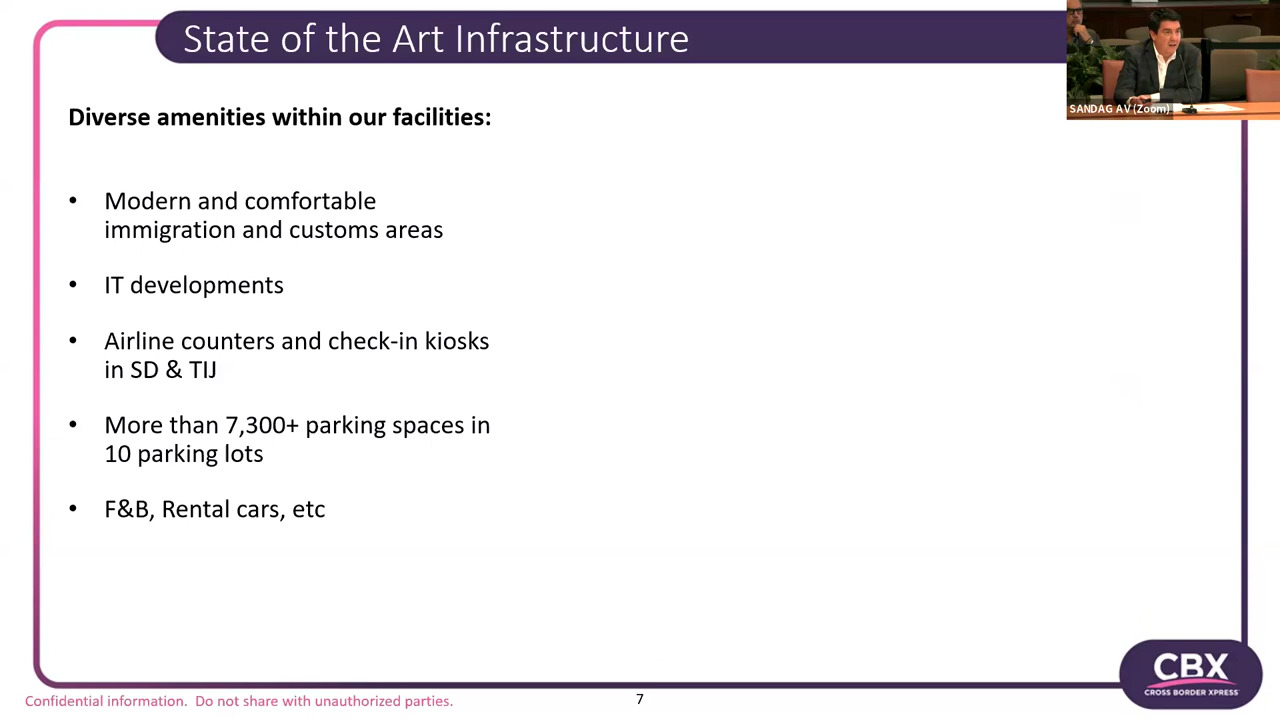 State of the Art Infrastructure
SANDAG AV (Zoom)
Diverse amenities within our facilities:
• Modern and comfortable
immigration and customs areas
• IT developments
• Airline counters and check-in kiosks
in SD & TIJ
• More than 7,300+ parking spaces in
10 parking lots
• F&B, Rental cars, etc
CBX
CROSS BORDER XPRESS
Confidential information. Do not share with unauthorized parties.
7